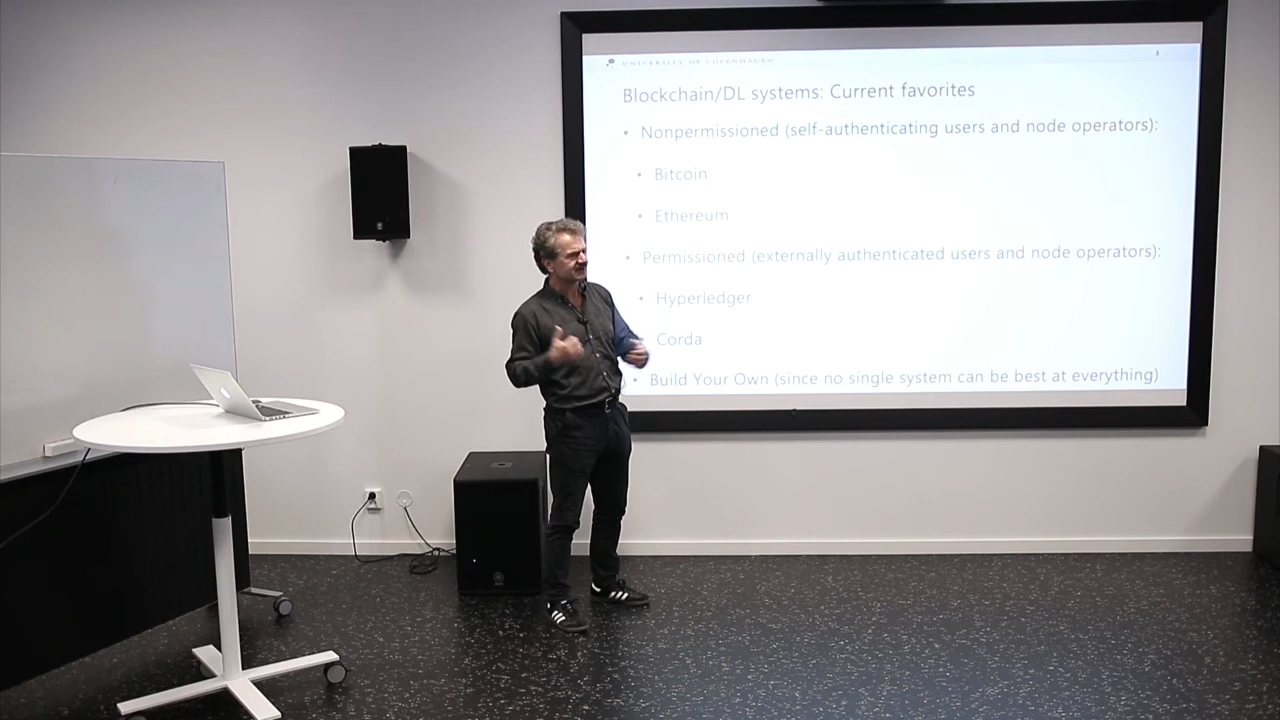 UNIVERSITY OF COPENHAGEN
Blockchain/DL systems: Current favorites
• Nonpermissioned (self-authenticating users and node operators):
• Bitcoin
• Ethereum
• Permissioned (externally authenticated users and node operators):
• Hyperledger
Corda
• Build Your Own (since no single system can be best at everything)